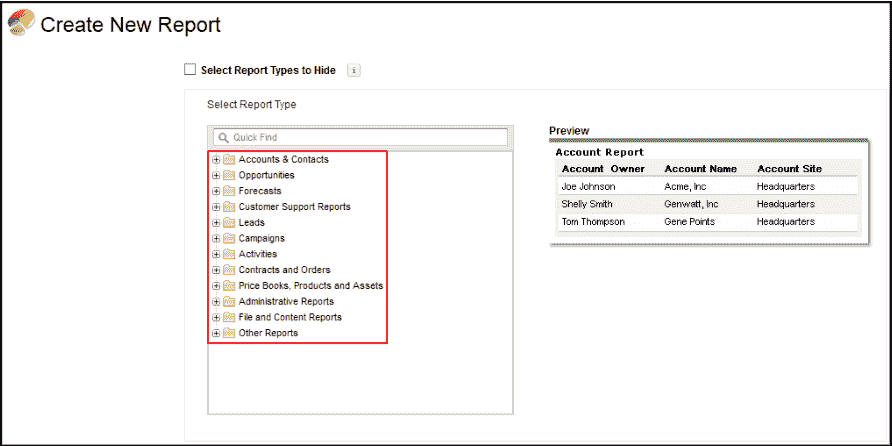 Create New Report
Select Report Types to Hide i
Select Report Type
Quick Find
Accounts & Contacts
Opportunities
Forecasts
Customer Support Reports
Leads
Campaigns
Activities
Contracts and Orders
Price Books, Products and Assets
Administrative Reports
File and Content Reports
Other Reports
Preview
Account Report
Account Owner Account Name Account Site
Joe Johnson Acme, Inc Headquarters
Shelly Smith Genwatt, Inc Headquarters
Tom Thompson Gene Points Headquarters